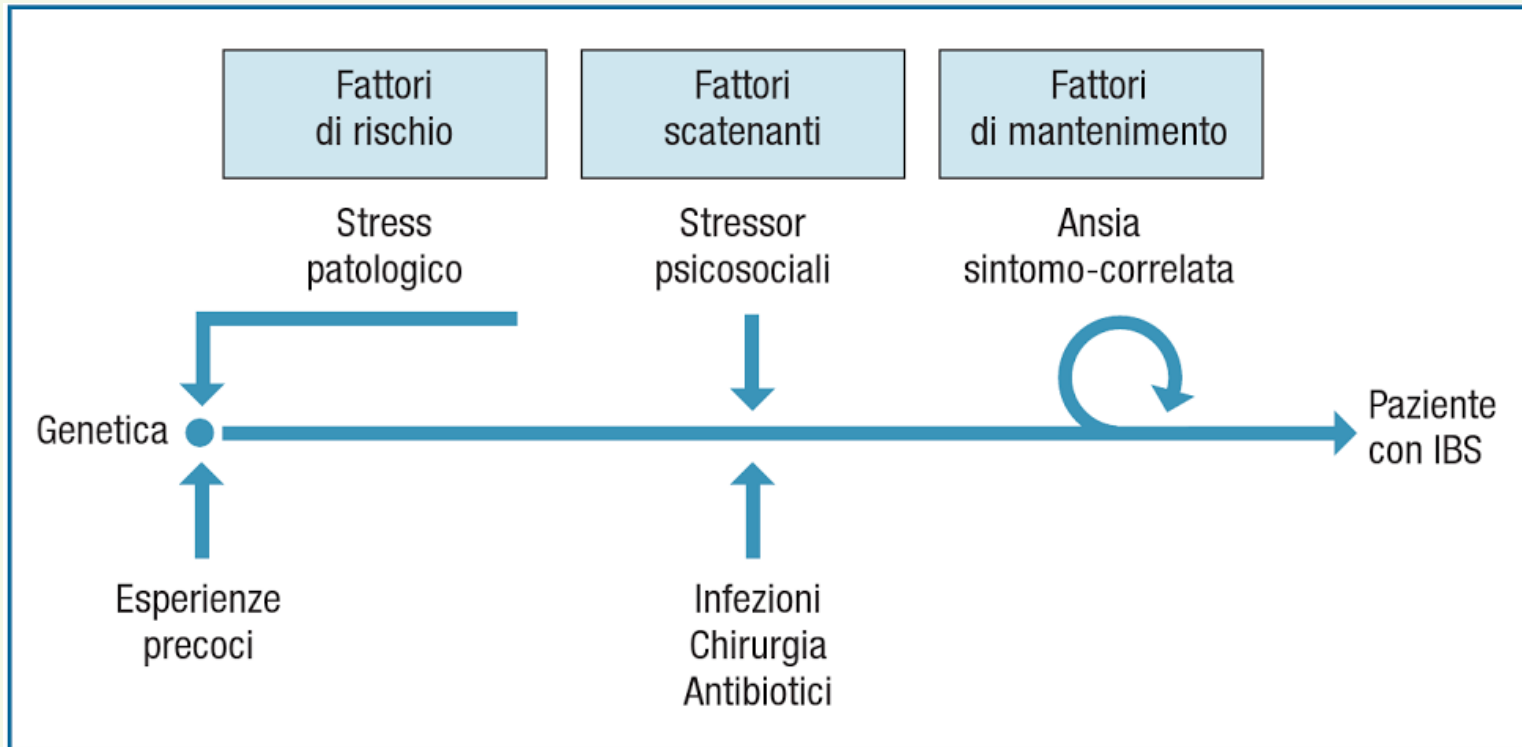 Fattori
di rischio
Fattori
scatenanti
Fattori
di mantenimento
Stress
patologico
Stressor
psicosociali
Ansia
sintomo-correlata
Genetica
Paziente
con IBS
Esperienze
precoci
Infezioni
Chirurgia
Antibiotici